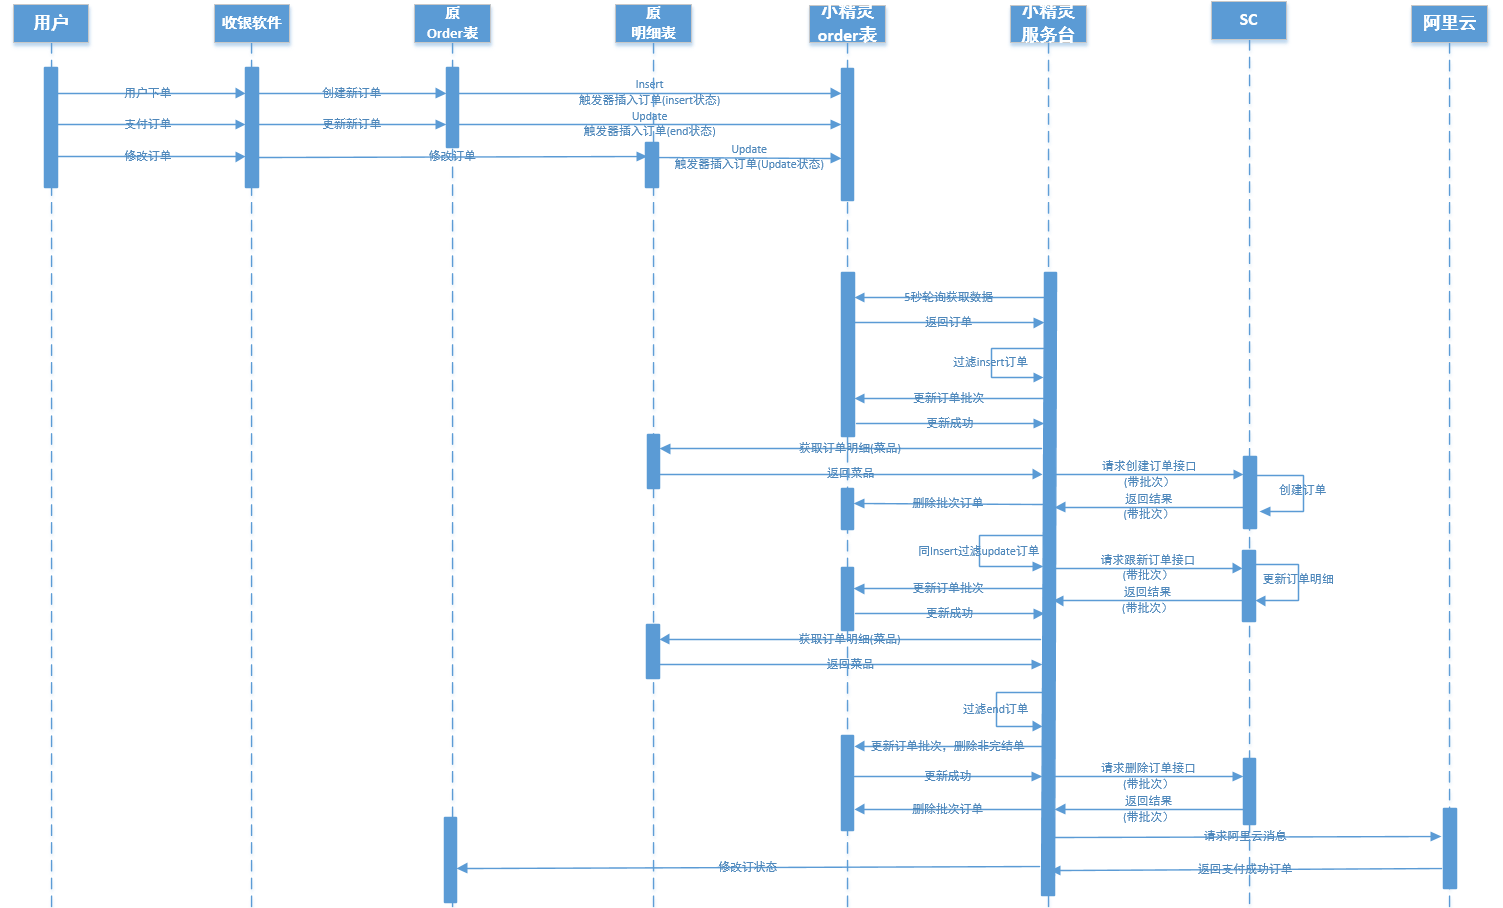 用户
收银软件
原
Order表
原
明细表
小精灵
order表
小精灵
服务台
SC
阿里云
用户下单
创建新订单
Insert
触发器插入订单(insert状态)
支付订单
更新新订单
Update
触发器插入订单(end状态)
修改订单
修改订单
Update
触发器插入订单(Update状态)
5秒轮询获取数据
返回订单
过滤insert订单
更新订单批次
更新成功
获取订单明细(菜品)
返回菜品
请求创建订单接口
(带批次）
创建订单
删除批次订单
返回结果
(带批次）
同Insert过滤update订单
请求跟新订单接口
(带批次）
更新订单明细
更新订单批次
返回结果
(带批次）
更新成功
获取订单明细(菜品)
返回菜品
过滤end订单
更新订单批次，删除非完结单
更新成功
请求删除订单接口
(带批次）
删除批次订单
返回结果
(带批次）
请求阿里云消息
修改订状态
返回支付成功订单